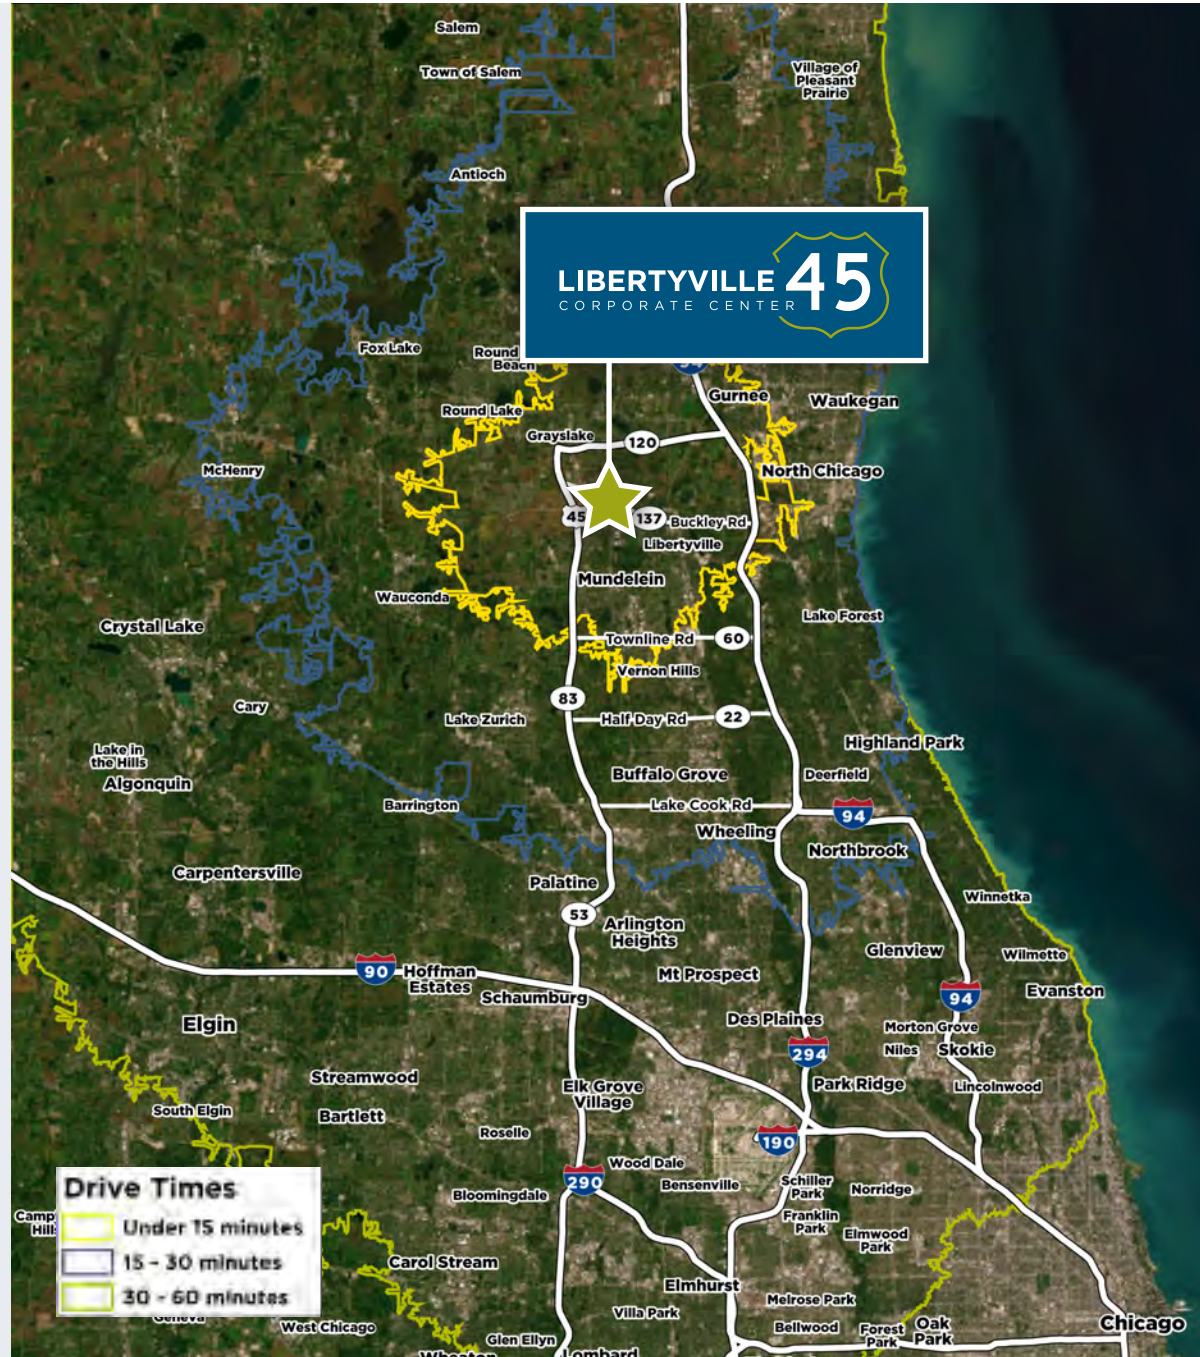 Salem
Town of Salem
Village of
Pleasant
Prairie
Antioch
LIBERTYVILLE 45
CORPORATE CENTER
Fox Lake
Round
Beach
Gurnee
Waukegan
Round Lake
Grayslake
120
McHenry
North Chicago
45
137
Buckley Rd
Libertyville
Mundelein
Wauconda
Lake Forest
Crystal Lake
Townline Rd
60
Vernon Hills
83
Cary
Lake Zurich
Half Day Rd
22
Highland Park
Lake in
the Hills
Algonquin
Buffalo Grove
Deerfield
Barrington
Lake Cook Rd
94
Wheeling
Northbrook
Carpentersville
Palatine
Winnetka
53
Arlington
Heights
Glenview
Wilmette
90
Hoffman
Estates
Mt Prospect
Schaumburg
94
Evanston
Elgin
Des Plaines
Morton Grove
Niles
Skokie
294
Streamwood
Elk Grove
Village
Park Ridge
Lincolnwood
South Elgin
Bartlett
Roselle
190
Wood Dale
290
Bensenville
Schiller
Park
Norridge
Bloomingdale
Drive Times
Under 15 minutes
15 - 30 minutes
30 - 60 minutes
Camp
Hill
Franklin
Park
Elmwood
Park
Carol Stream
Elmhurst
Melrose Park
Geneva
West Chicago
Villa Park
Bellwood
Forest
Park
Oak
Park
Chicago
Glen Ellyn
Wheaton
Lombard